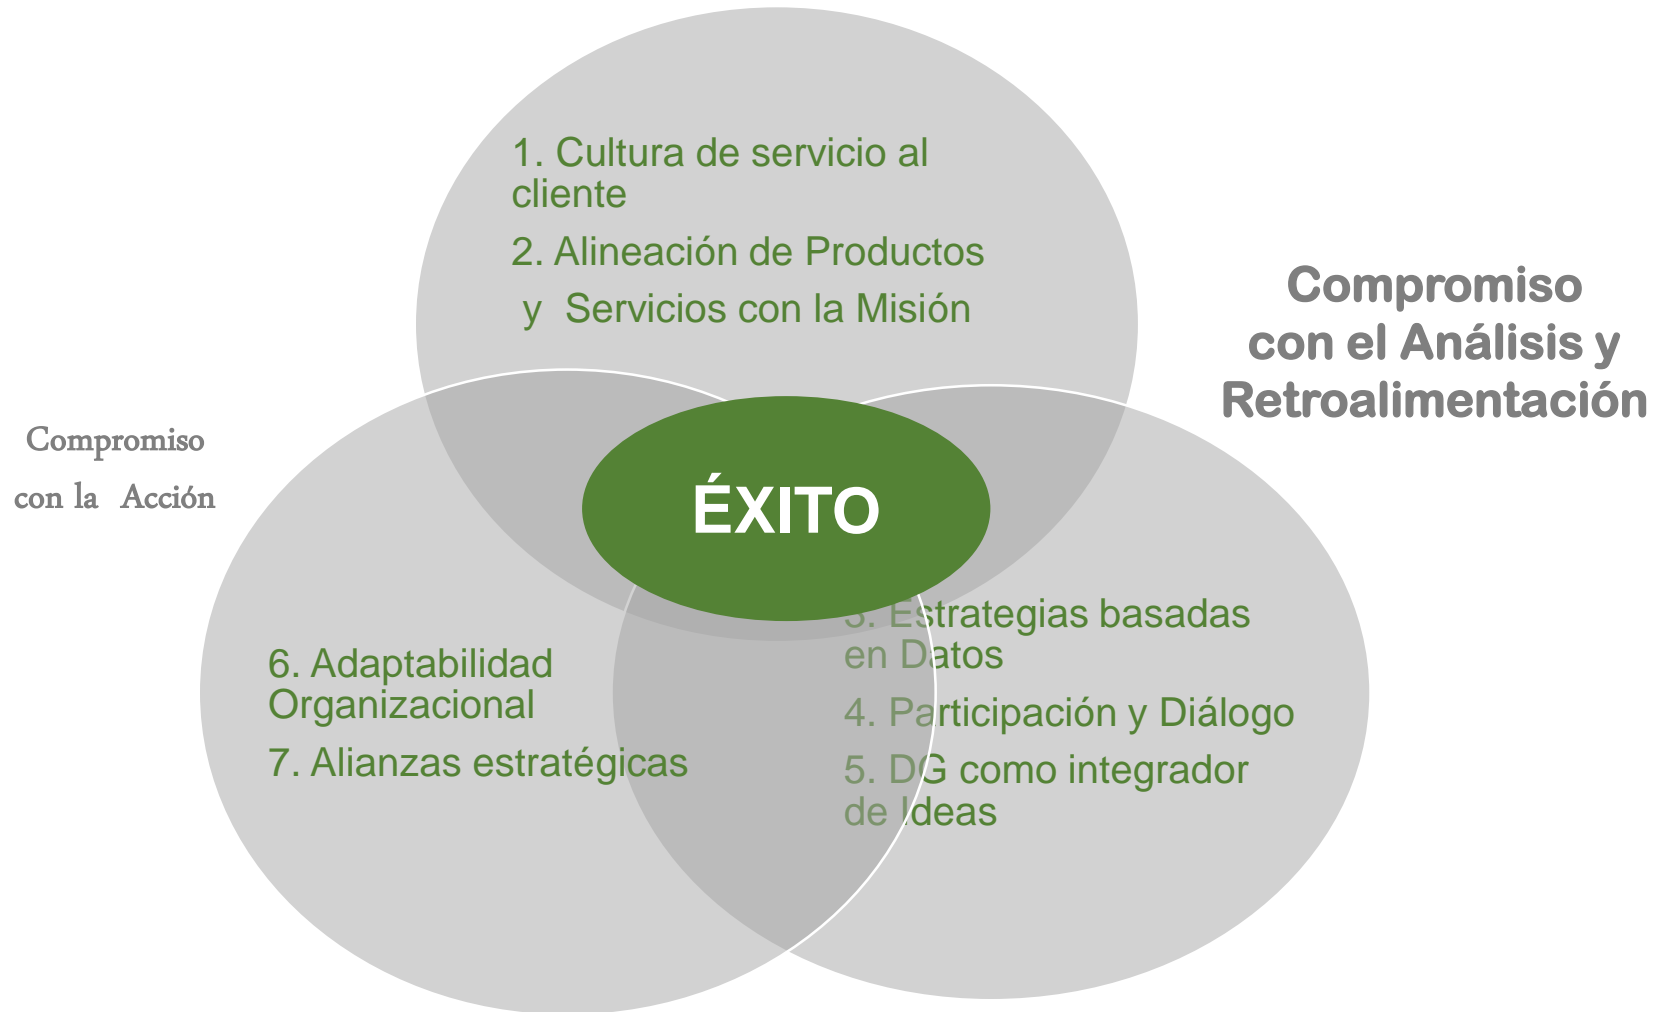 1. Cultura de servicio al
cliente
2. Alineación de Productos
y Servicios con la Misión
Compromiso
con el Análisis y
Retroalimentación
Compromiso
con la Acción
ÉXITO
3. Estrategias basadas
en Datos
4. Participación y Diálogo
5. DG como integrador
de Ideas
6. Adaptabilidad
Organizacional
7. Alianzas estratégicas